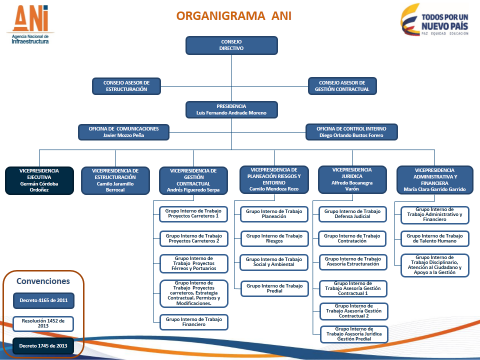 ANI
Agencia Nacional de
Infraestructura
ORGANIGRAMA ANI
TODOS POR UN
NUEVO PAÍS
PAZ EQUIDAD EDUCACIÓN
CONSEJO
DIRECTIVO
CONSEJO ASESOR DE
ESTRUCTURACIÓN
CONSEJO ASESOR DE
GESTIÓN CONTRACTUAL
PRESIDENCIA
Luis Fernando Andrade Moreno
OFICINA DE COMUNICACIONES
Javier Mozzo Peña
OFICINA DE CONTROL INTERNO
Diego Orlando Bustos Forero
VICEPRESIDENCIA
EJECUTIVA
Germán Córdoba
Ordoñez
VICEPRESIDENCIA DE
ESTRUCTURACIÓN
Camilo Jaramillo
Berrocal
VICEPRESIDENCIA DE
GESTIÓN
CONTRACTUAL
Andrés Figueredo Serpa
VICEPRESIDENCIA DE
PLANEACIÓN RIESGOS Y
ENTORNO
Camilo Mendoza Rozo
VICEPRESIDENCIA
JURIDICA
Alfredo Bocanegra
Varón
VICEPRESIDENCIA
ADMINISTRATIVA Y
FINANCIERA
María Clara Garrido Garrido
Grupo Interno de Trabajo
Proyectos Carretero 1
Grupo Interno de Trabajo
Proyectos Carreteros 2
Grupo Interno de
Trabajo Proyectos
Férreos y Portuarios
Grupo Interno de
Trabajo Proyectos
carreteros, Estrategia
Contractual, Permisos y
Modificaciones.
Grupo Interno de Trabajo
Financiero
Grupo Interno de Trabajo
Planeación
Grupo Interno de Trabajo
Riesgos
Grupo Interno de Trabajo
Social y Ambiental
Grupo Interno de
Trabajo
Predial
Grupo Interno de Trabajo
Defensa Judicial
Grupo Interno de Trabajo
Contratación
Grupo Interno de Trabajo
Asesoría Estructuración
Grupo Interno de
Trabajo Asesoría Gestión
Contractual 1
Grupo Interno de
Trabajo Asesoría Gestión
Contractual 2
Grupo Interno de
Trabajo Asesoría Jurídica
Gestión Predial
Grupo Interno de
Trabajo Administrativo y
Financiero
Grupo Interno de Trabajo
de Talento Humano
Grupo Interno de
Trabajo Disciplinario,
Atención al Ciudadano y
Apoyo a la Gestión
Convenciones
Decreto 4165 de 2011
Resolución 1452 de
2013
Decreto 1745 de 2013